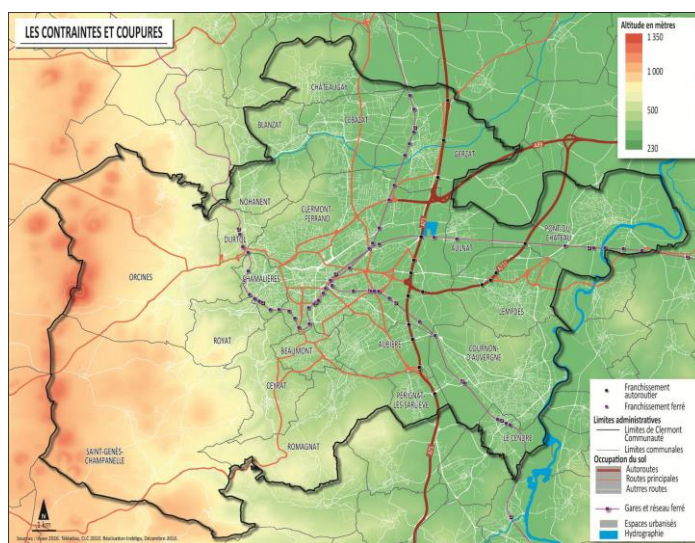 LES CONTRAINTES ET COUPURES
Altitude en mètres
1 350
1 000
500
230
CHÂTEAUGAY
CEBAZAT
BLANZAT
GERZAT
NOHANENT
CLERMONT
FERRAND
DURTOL
PONT-DU
CHÂTEAU
AULNAT
ORCINES
CHAMALIÈRES
LEMPDES
ROYAT
BEAUMONT
AUBIÈRE
COURNON
D'AUVERGNE
CEYRAT
PÉRIGNAT
LÈS-SARLIÈVE
LE CENDRE
ROMAGNAT
SAINT-GENÈS
CHAMPANELLE
Franchissement
autoroutier
Franchissement ferré
Limites administratives
Limites de Clermont
Communauté
Limites communales
Occupation du sol
Autoroutes
Routes principales
Autres routes
Gares et réseau ferré
Espaces urbanisés
Hydrographie
N
1 km